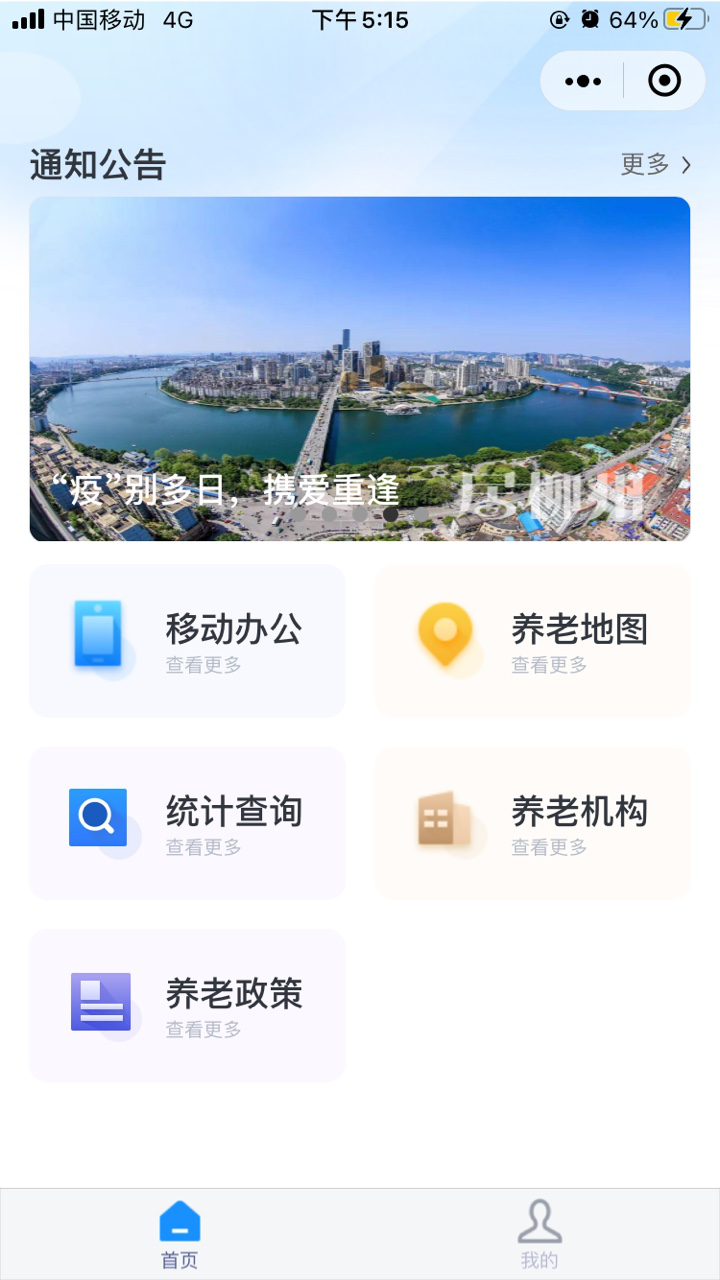 中国移动 4G 下午5:15 64%
通知公告 更多
“疫”别多日，携爱重逢
居柳州
移动办公
查看更多
养老地图
查看更多
统计查询
查看更多
养老机构
查看更多
养老政策
查看更多
首页 我的